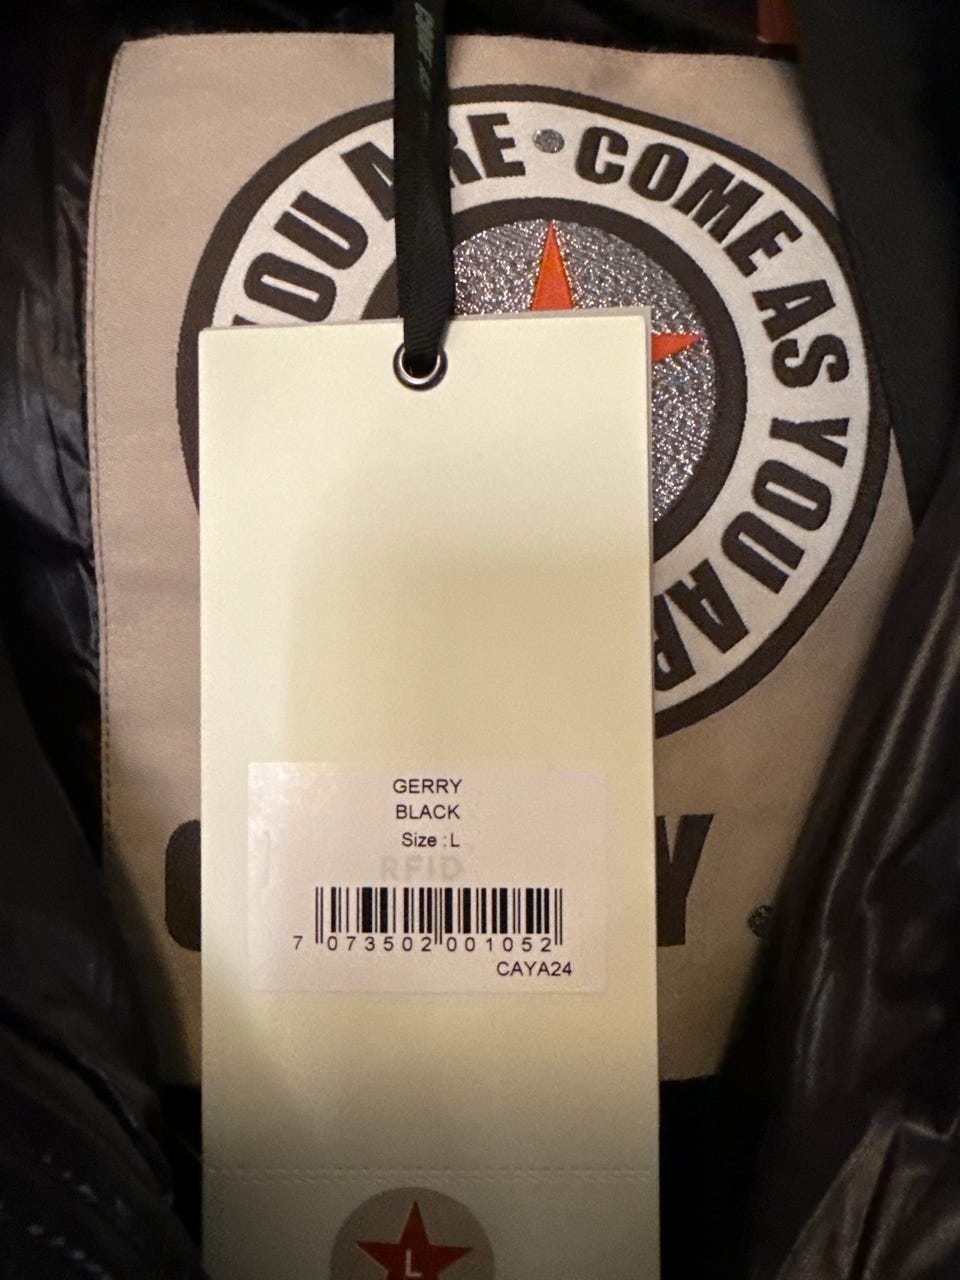 YOU ARE • COME AS YOU AR
GERRY
BLACK
Size : L
RFID
7 073502 001052
CAYA24
Y.
L